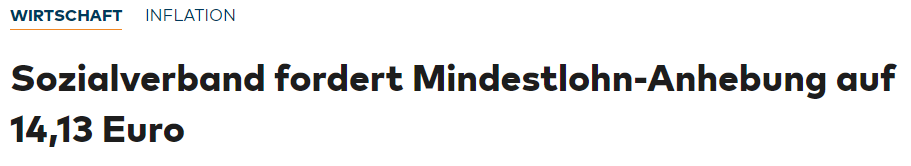 WIRTSCHAFT INFLATION
Sozialverband fordert Mindestlohn-Anhebung auf
14,13 Euro